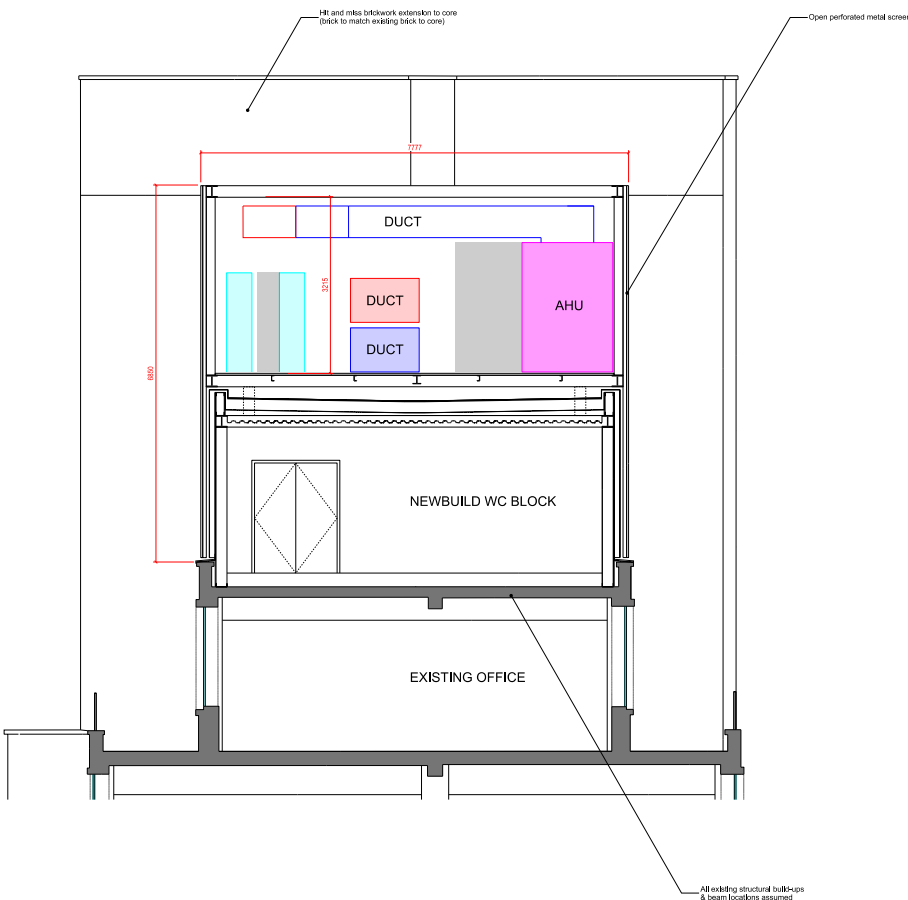 Hit and miss brickwork extension to core
(brick to match existing brick to core)
Open perforated metal screen
7777
DUCT
3215
DUCT
AHU
DUCT
6850
NEWBUILD WC BLOCK
EXISTING OFFICE
All existing structural build-ups
& beam locations assumed